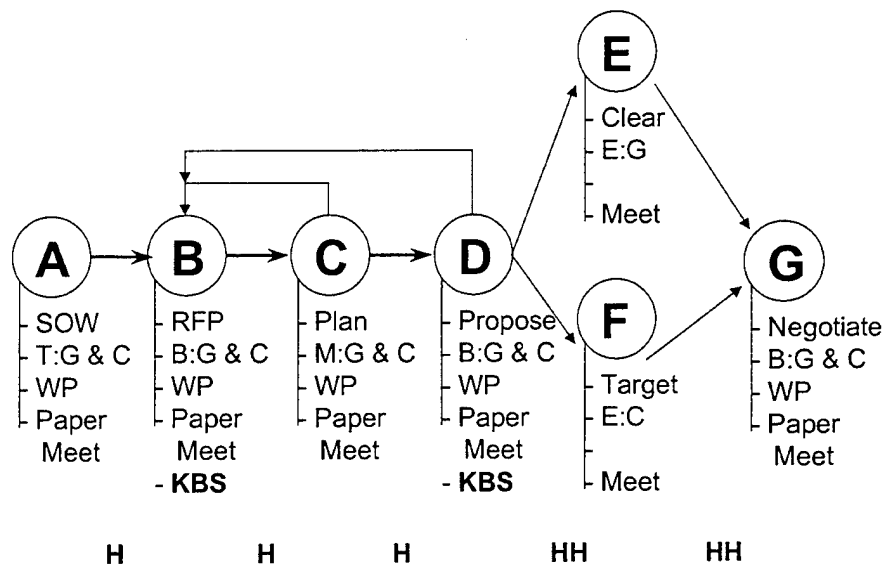 A
- SOW
- T:G & C
- WP
- Paper
Meet
B
- RFP
- B:G & C
- WP
- Paper
Meet
- KBS
C
- Plan
- M:G & C
- WP
- Paper
Meet
D
- Propose
- B:G & C
- WP
- Paper
Meet
- KBS
E
- Clear
- E:G
-
- Meet
F
- Target
- E:C
-
- Meet
G
- Negotiate
- B:G & C
- WP
- Paper
Meet
H H H HH HH